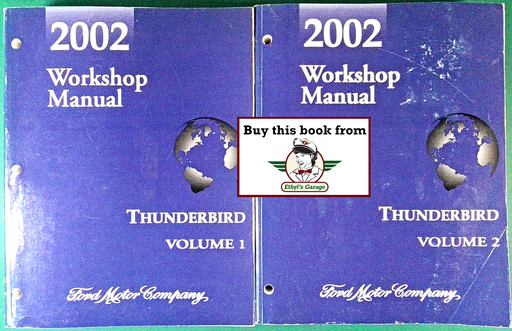 2002
Workshop
Manual
THUNDERBIRD
VOLUME 1
Ford Motor Company
2002
Workshop
Manual
THUNDERBIRD
VOLUME 2
Ford Motor Company
Buy this book from
Ethyl's Garage